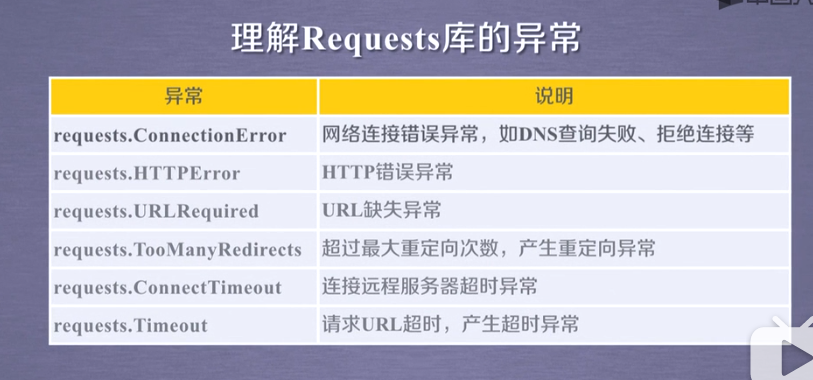 理解Requests库的异常
异常 说明
requests.ConnectionError 网络连接错误异常，如DNS查询失败、拒绝连接等
requests.HTTPError HTTP错误异常
requests.URLRequired URL缺失异常
requests.TooManyRedirects 超过最大重定向次数，产生重定向异常
requests.ConnectTimeout 连接远程服务器超时异常
requests.Timeout 请求URL超时，产生超时异常